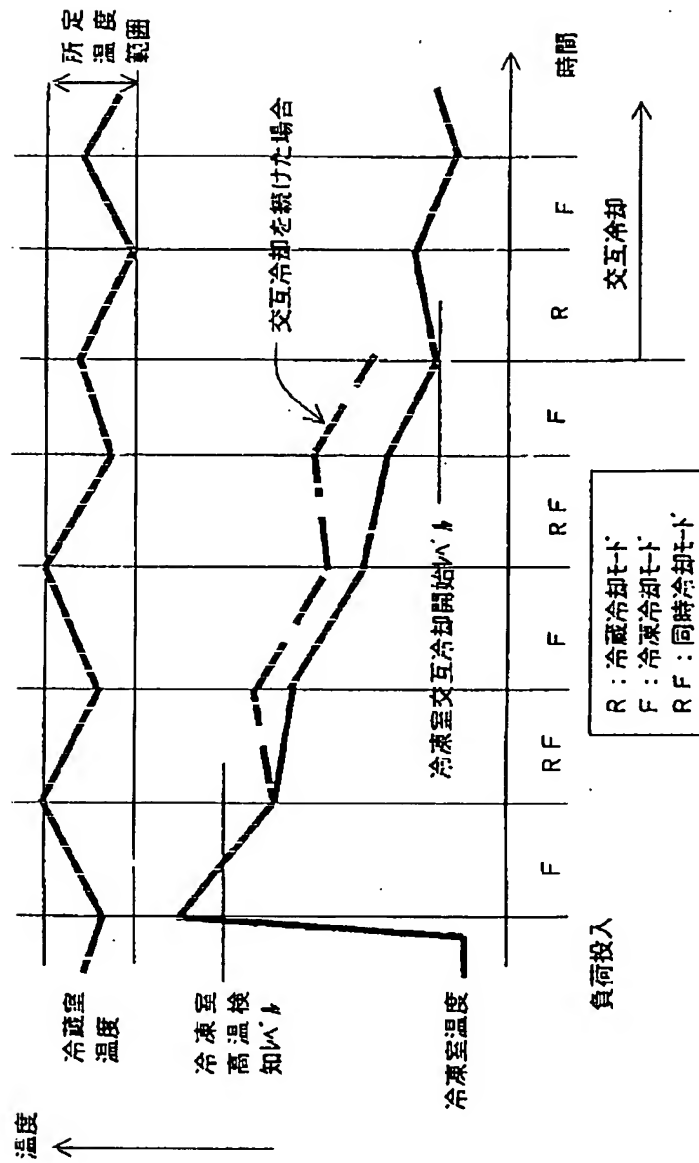 温度
冷蔵室
温度
所定
温度
範囲
冷凍室
高温検
知ﾚﾍﾞﾙ
交互冷却を続けた場合
冷凍室温度
冷凍室交互冷却開始ﾚﾍﾞﾙ
負荷投入
F
RF
F
RF
F
R
F
時間
交互冷却
R：冷蔵冷却ﾓｰﾄﾞ
F：冷凍冷却ﾓｰﾄﾞ
RF：同時冷却ﾓｰﾄﾞ